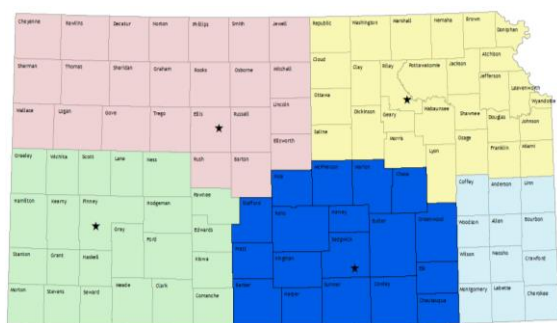 Cheyenne Rawlins Decatur Norton Phillips Smith Jewell Republic Washington Marshall Nemaha Brown Doniphan
Sherman Thomas Sheridan Graham Rooks Osborne Mitchell Cloud Clay Riley Pottawatomie Jackson Atchison
Jefferson Leavenworth Wyandotte
Wallace Logan Gove Trego Ellis Russell Lincoln Ottawa Dickinson Geary Wabaunsee Shawnee Douglas Johnson
Ellsworth Saline Morris Osage Franklin Miami
Greeley Wichita Scott Lane Ness Rush Barton Rice McPherson Marion Chase Lyon Coffey Anderson Linn
Hamilton Kearny Finney Hodgeman Pawnee Stafford Reno Harvey Butler Greenwood Woodson Allen Bourbon
Gray Ford Edwards Sedgwick
Stanton Grant Haskell Kiowa Pratt Kingman Elk Wilson Neosho Crawford
Morton Stevens Seward Meade Clark Comanche Barber Harper Sumner Cowley Chautauqua Montgomery Labette Cherokee